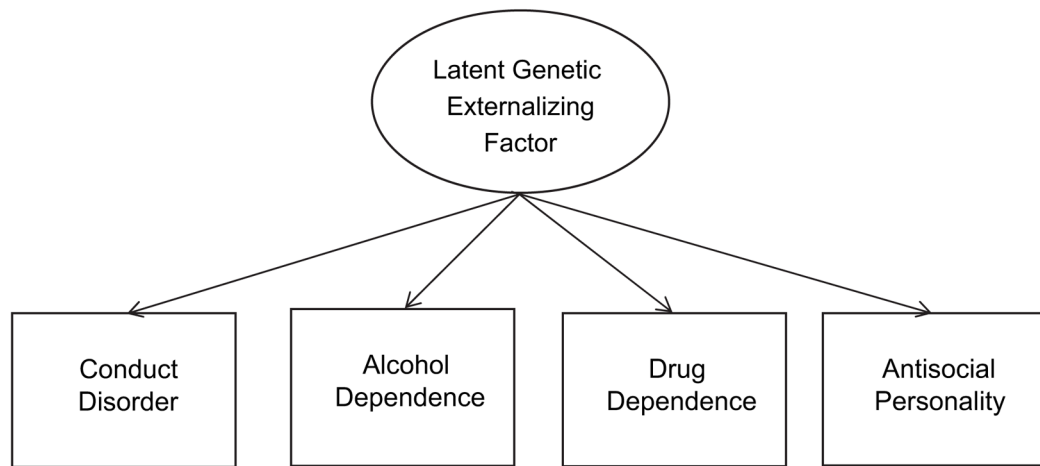 Latent Genetic
Externalizing
Factor
Conduct
Disorder
Alcohol
Dependence
Drug
Dependence
Antisocial
Personality